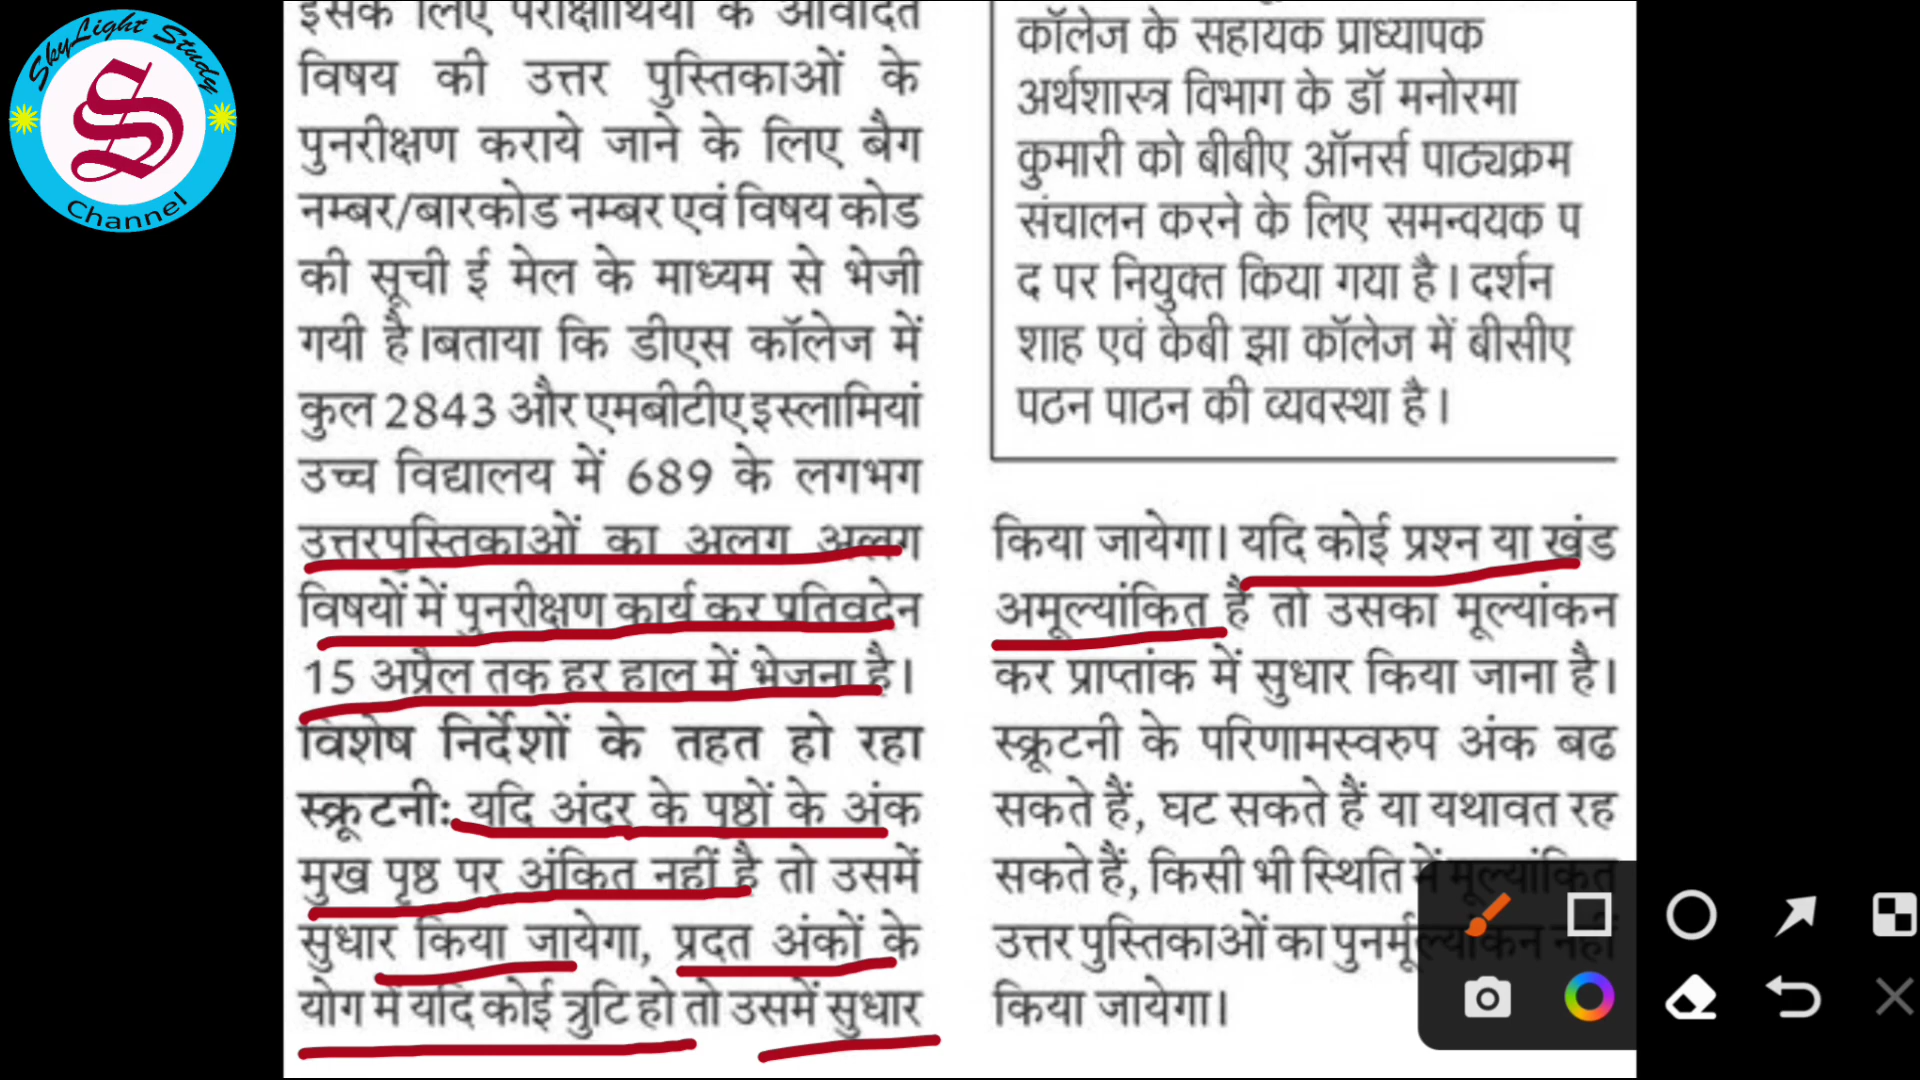 SkyLight Study
Channel
इसके लिए परीक्षार्थियों के आवेदित
विषय की उत्तर पुस्तिकाओं के
पुनरीक्षण कराये जाने के लिए बैग
नम्बर/बारकोड नम्बर एवं विषय कोड
की सूची ई मेल के माध्यम से भेजी
गयी है।बताया कि डीएस कॉलेज में
कुल 2843 और एमबीटीए इस्लामियां
उच्च विद्यालय में 689 के लगभग
उत्तरपुस्तिकाओं का अलग अलग
विषयों में पुनरीक्षण कार्य कर प्रतिवदेन
15 अप्रैल तक हर हाल में भेजना है।
विशेष निर्देशों के तहत हो रहा
स्क्रूटनी: यदि अंदर के पृष्ठों के अंक
मुख पृष्ठ पर अंकित नहीं है तो उसमें
सुधार किया जायेगा, प्रदत अंकों के
योग में यदि कोई त्रुटि हो तो उसमें सुधार
कॉलेज के सहायक प्राध्यापक
अर्थशास्त्र विभाग के डॉ मनोरमा
कुमारी को बीबीए ऑनर्स पाठ्यक्रम
संचालन करने के लिए समन्वयक प
द पर नियुक्त किया गया है। दर्शन
शाह एवं केबी झा कॉलेज में बीसीए
पठन पाठन की व्यवस्था है।
किया जायेगा। यदि कोई प्रश्न या खंड
अमूल्यांकित है तो उसका मूल्यांकन
कर प्राप्तांक में सुधार किया जाना है।
स्क्रूटनी के परिणामस्वरुप अंक बढ
सकते हैं, घट सकते हैं या यथावत रह
सकते हैं, किसी भी स्थिति में मूल्यांकित
उत्तर पुस्तिकाओं का पुनर्मूल्यांकन नहीं
किया जायेगा।